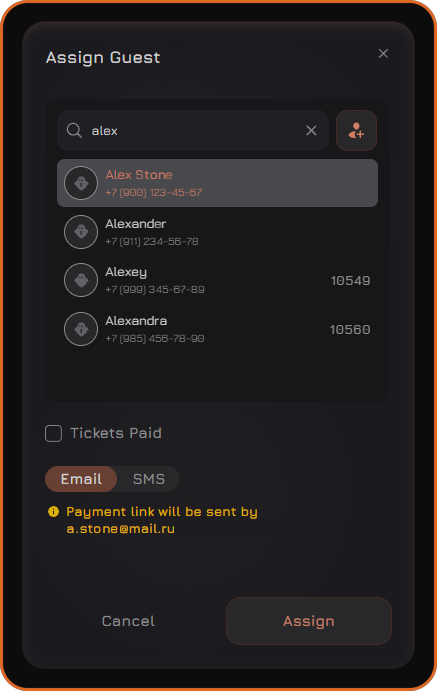 Assign Guest
alex
Alex Stone
+7 (900) 123-45-67
Alexander
+7 (911) 234-56-78
Alexey
10549
+7 (999) 345-67-89
Alexandra
10560
+7 (985) 456-78-90
Tickets Paid
Email SMS
Payment link will be sent by
a.stone@mail.ru
Cancel Assign